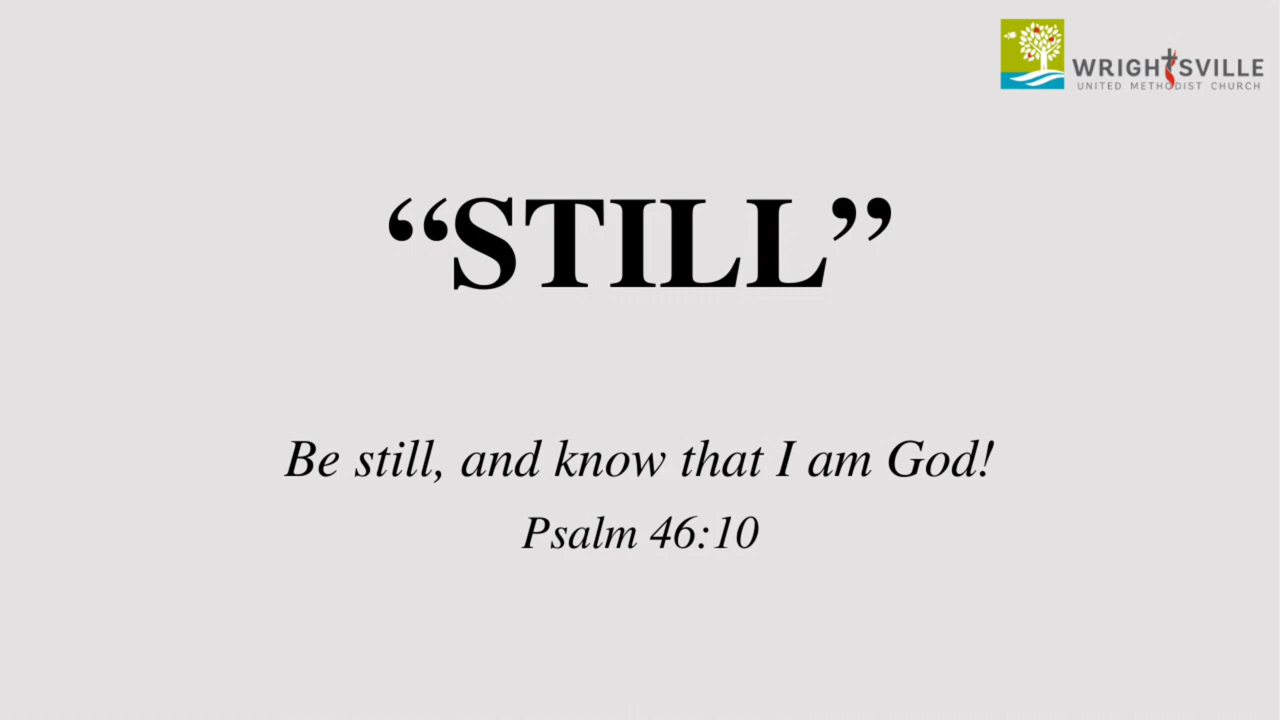 WRIGHTSVILLE
UNITED METHODIST CHURCH
“STILL”
Be still, and know that I am God!
Psalm 46:10